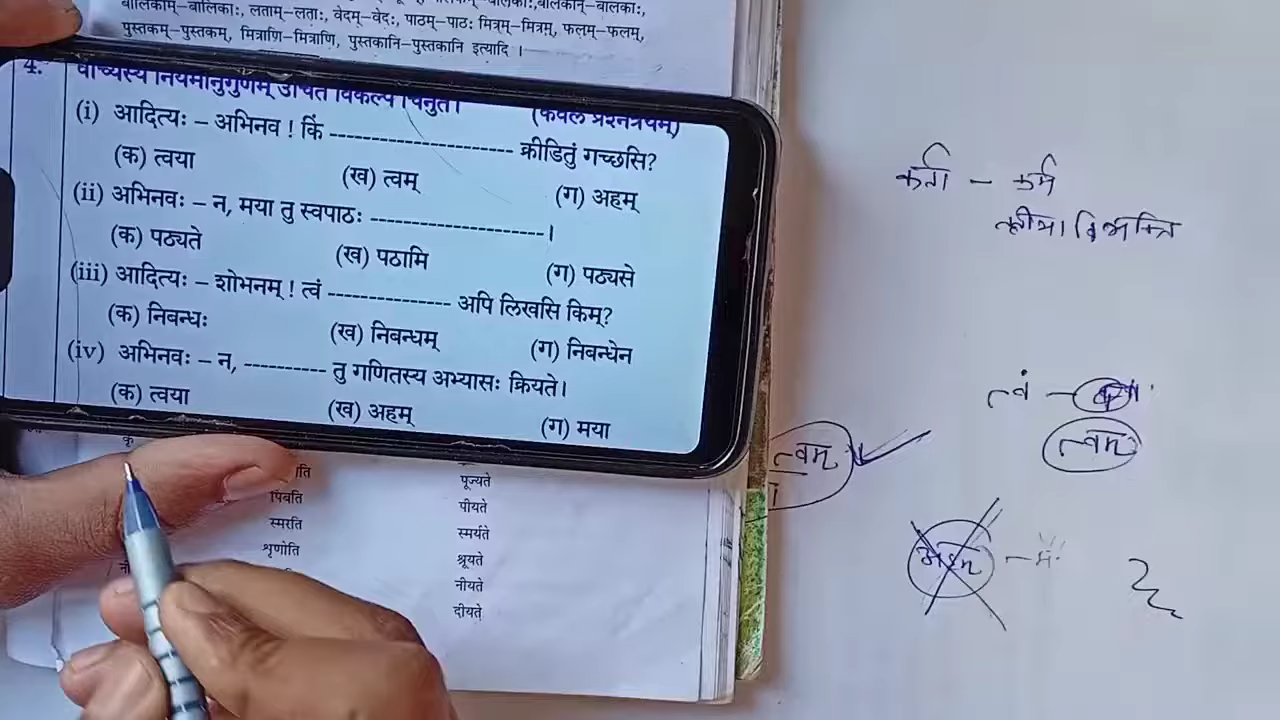 बालिकाम्-बालिकाः, लताम्-लताः, वेदम्-वेदः, पाठम्-पाठः मित्रम्-मित्रम्, फलम्-फलम्,
पुस्तकम्-पुस्तकम्, मित्राणि-मित्राणि, पुस्तकानि-पुस्तकानि इत्यादि ।
4. वाच्यस्य नियमानुगुणम् उचितं विकल्पं चिनुत। (केवलं प्रश्नत्रयम्)
(i) आदित्यः – अभिनव ! किं ---------------------- क्रीडितुं गच्छसि?
(क) त्वया (ख) त्वम् (ग) अहम्
(ii) अभिनवः – न, मया तु स्वपाठः ---------------------।
(क) पठ्यते (ख) पठामि (ग) पठ्यसे
(iii) आदित्यः – शोभनम् ! त्वं --------------- अपि लिखसि किम्?
(क) निबन्धः (ख) निबन्धम् (ग) निबन्धेन
(iv) अभिनवः – न, ---------- तु गणितस्य अभ्यासः क्रियते।
(क) त्वया (ख) अहम् (ग) मया
पूज्यते
पिबति पीयते
स्मरति स्मर्यते
शृणोति श्रूयते
नीयते
दीयते
कर्ता – कर्म
विभक्ति
त्वं –
त्वम्
त्वम्